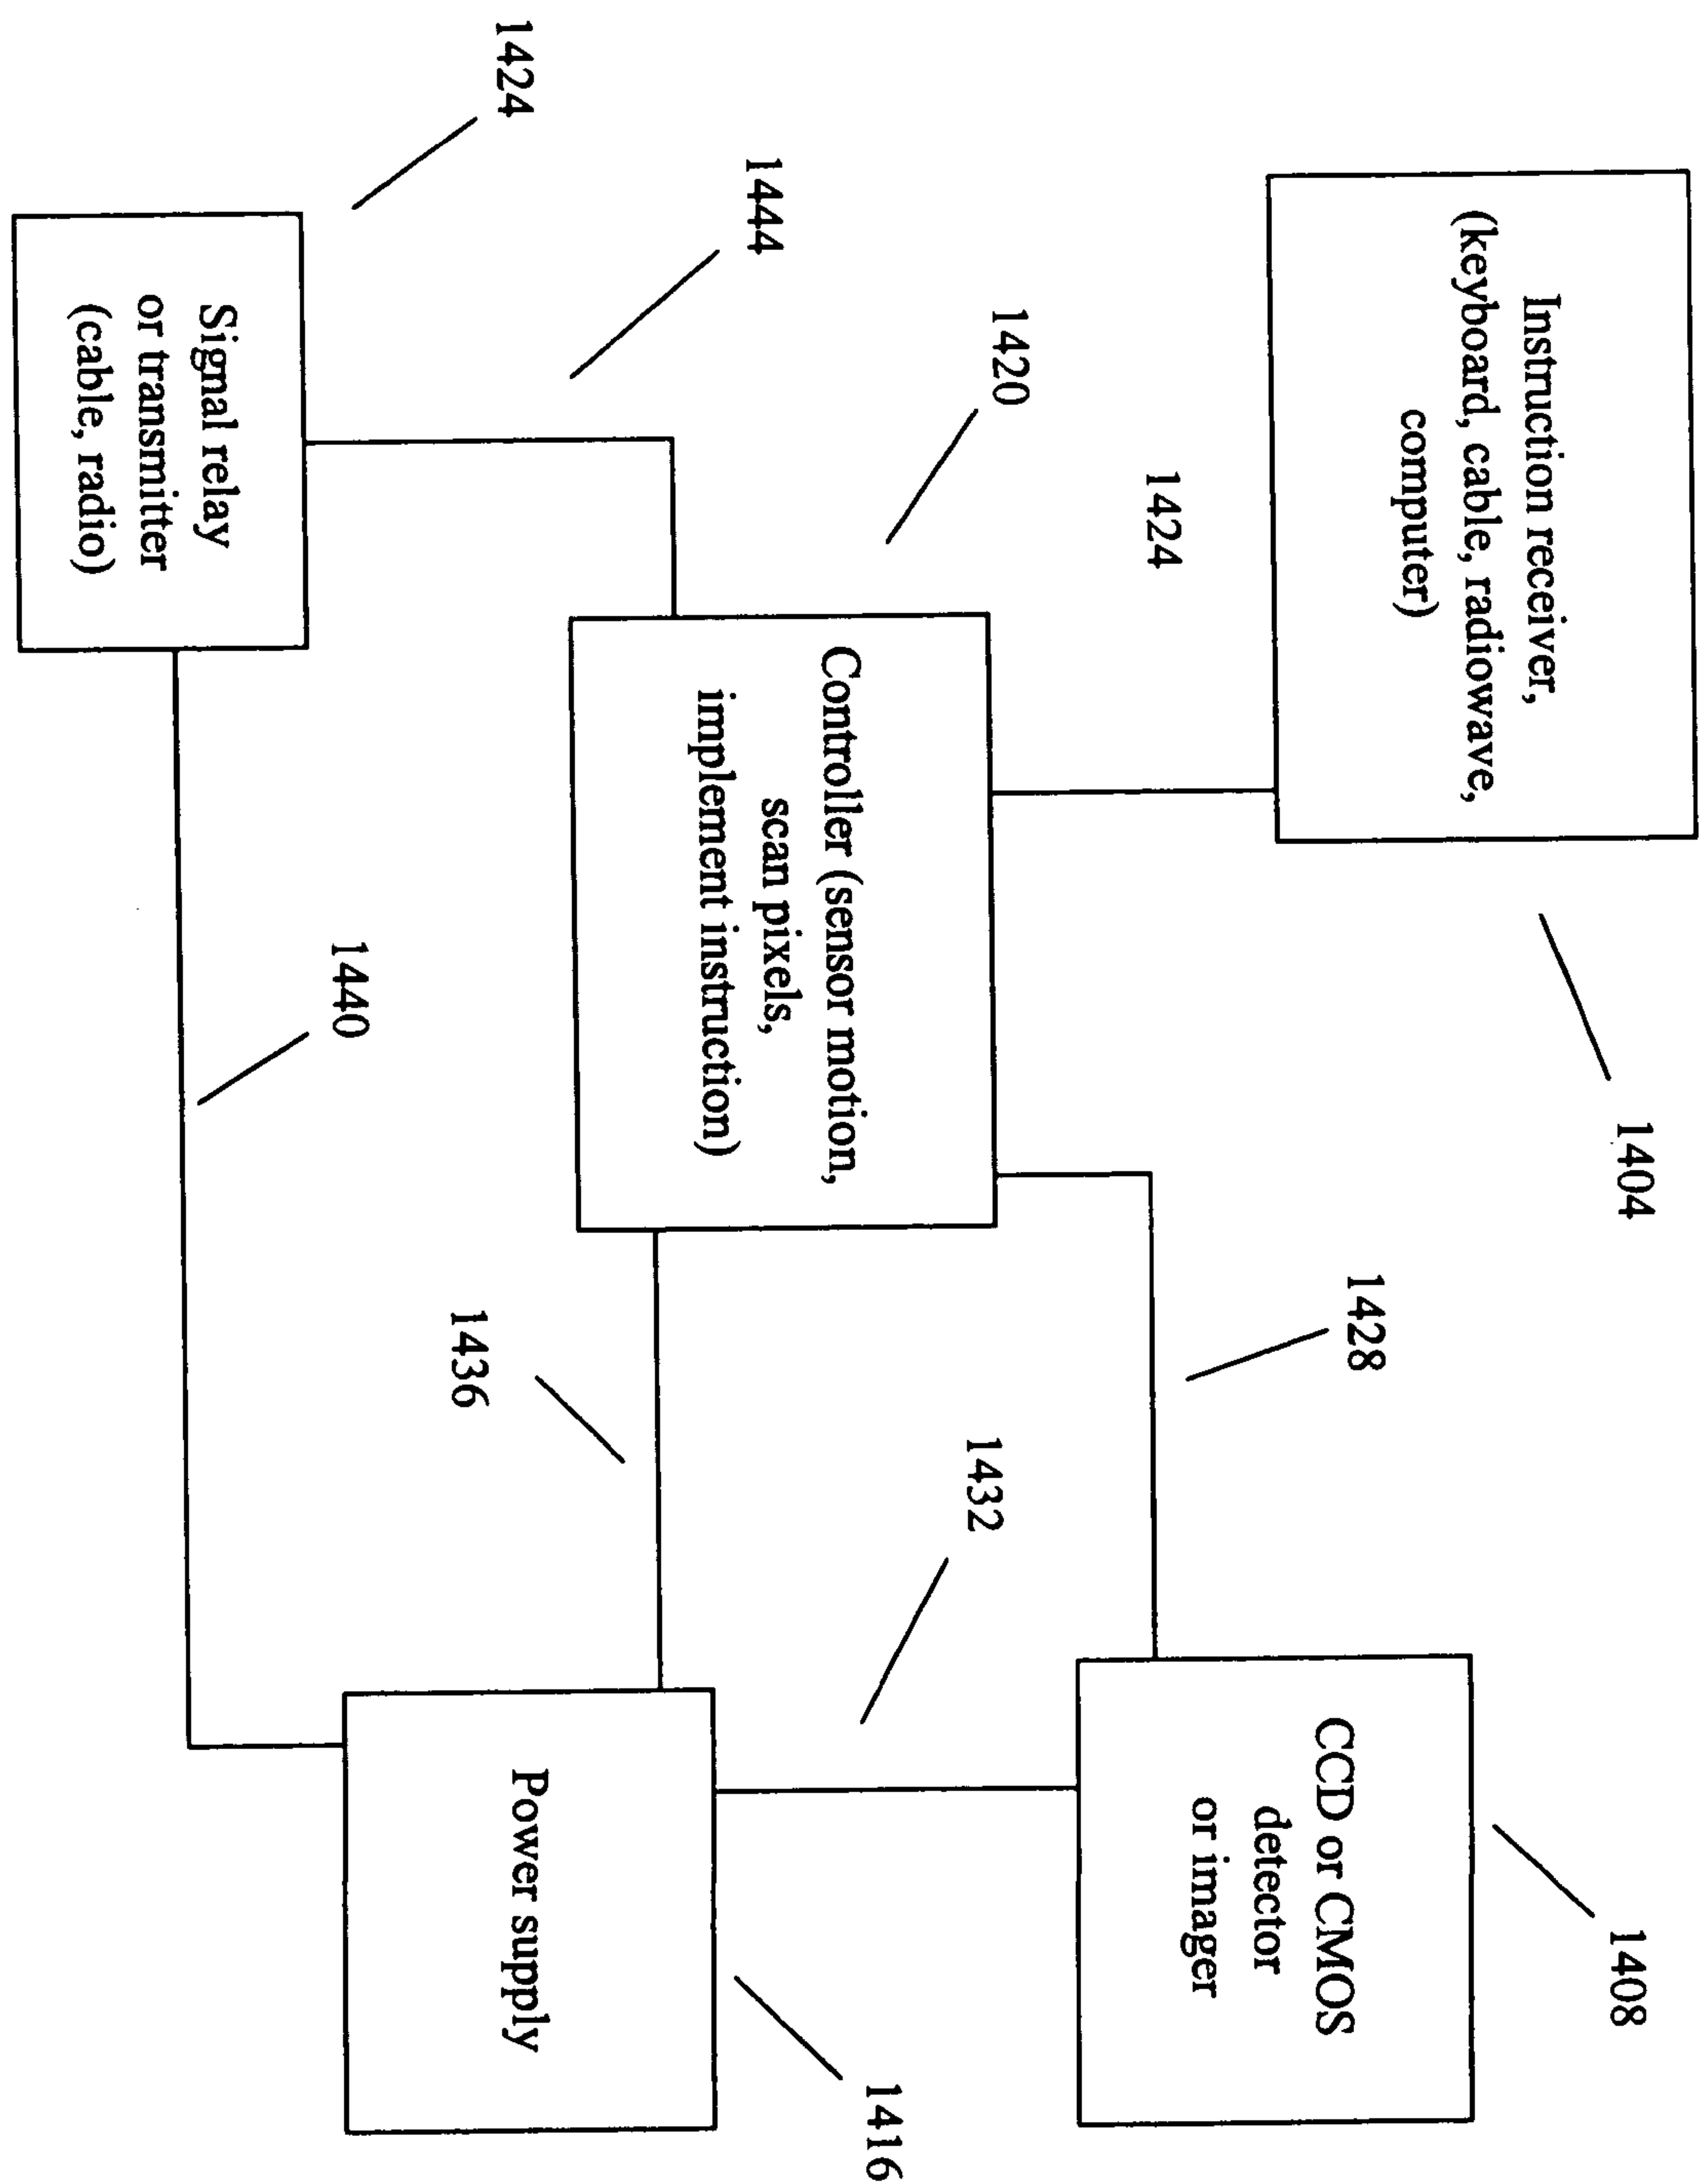 1404
Instruction receiver,
(keyboard, cable, radiowave,
computer)
1408
CCD or CMOS
detector
or imager
1424
1428
1420
Controller (sensor motion,
scan pixels,
implement instruction)
1432
1444
1436
1416
Power supply
1424
1440
Signal relay
or transmitter
(cable, radio)